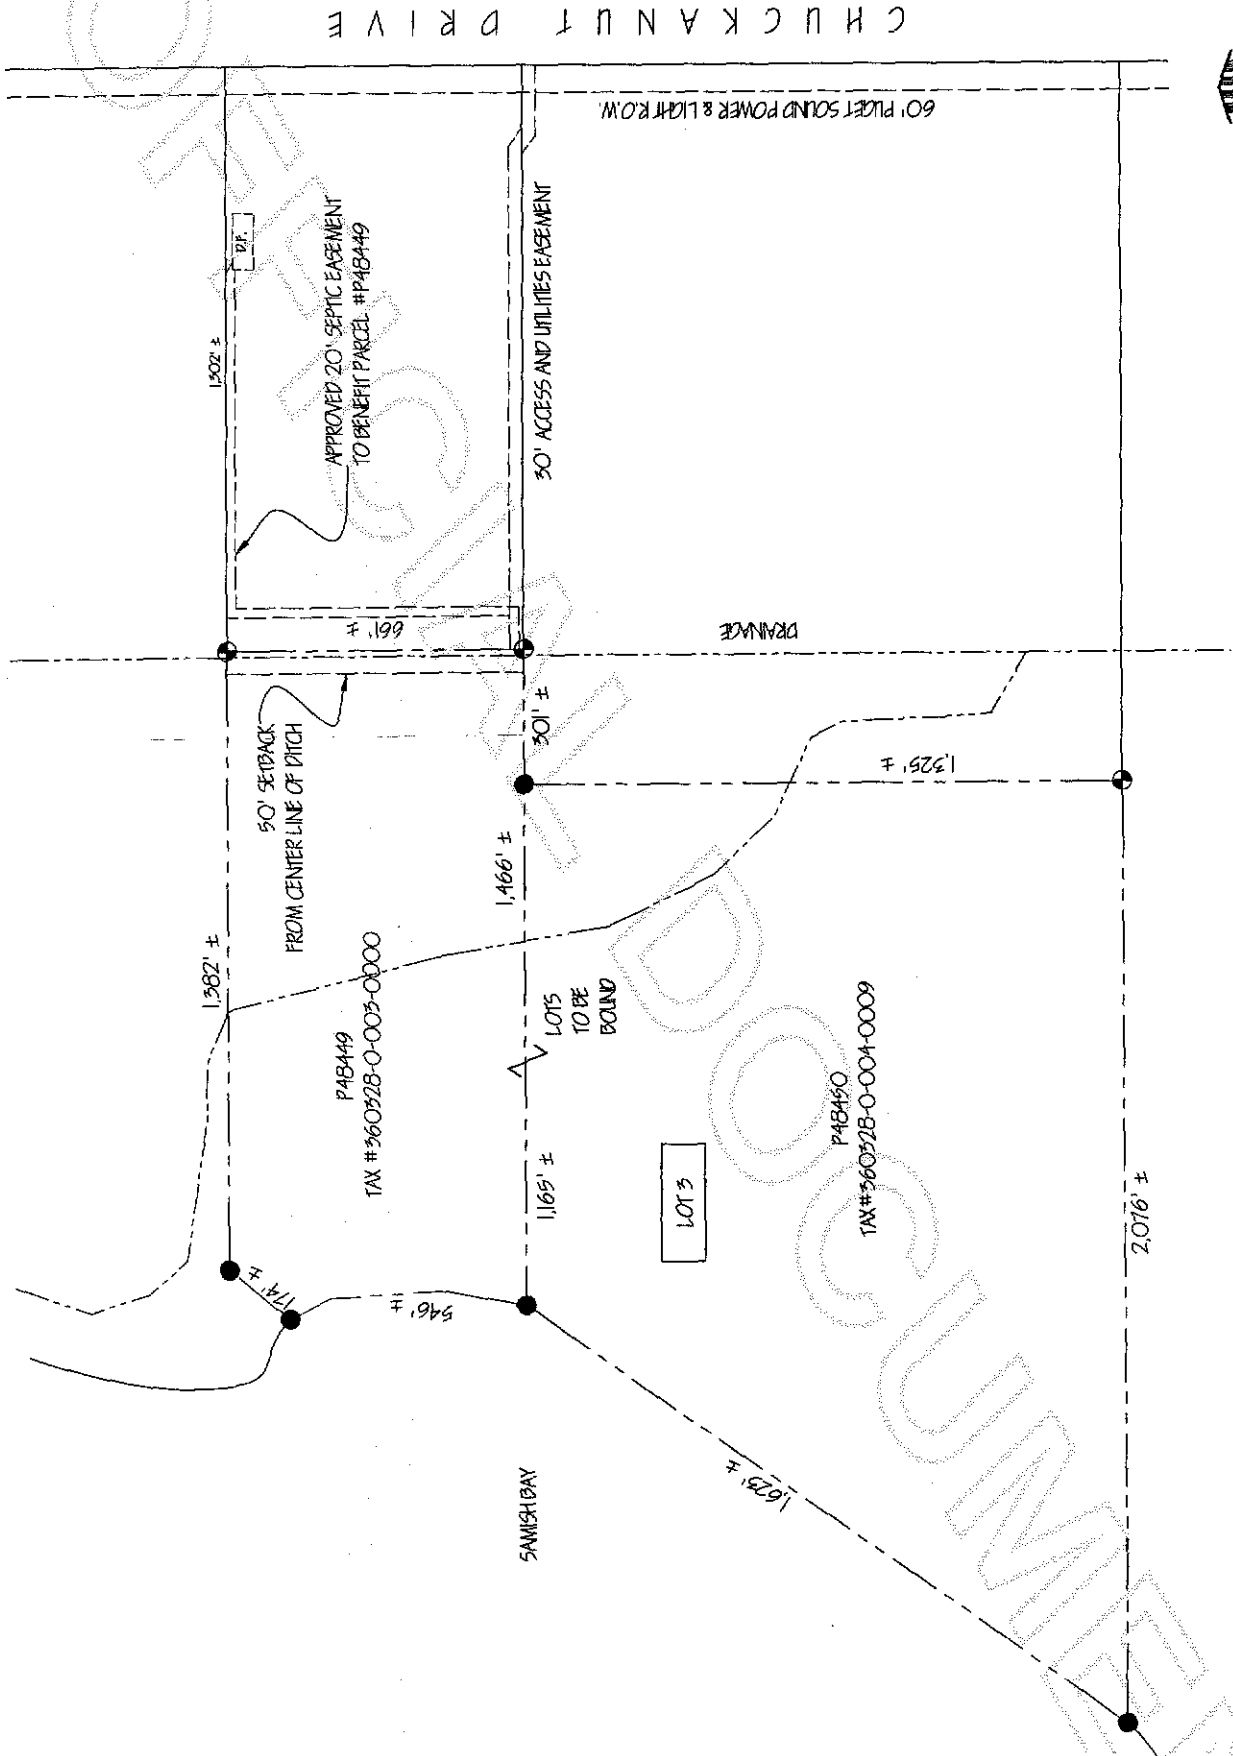 CHUCKANUT DRIVE
60' PUGET SOUND POWER & LIGHT R.O.W.
D.F.
1,302' ±
APPROVED 20' SEPTIC EASEMENT
TO BENEFIT PARCEL #P48449
30' ACCESS AND UTILITIES EASEMENT
661' ±
DRAINAGE
50' SETBACK
FROM CENTER LINE OF DITCH
301' ±
1,325' ±
1,382' ±
1,466' ±
P48449
TAX #360328-0-003-0000
LOTS
TO BE
BOUND
P48450
TAX #360328-0-004-0009
LOT 3
1,165' ±
2,076' ±
174' ±
546' ±
1,623' ±
SAMISH BAY
OFFICIAL DOCUME